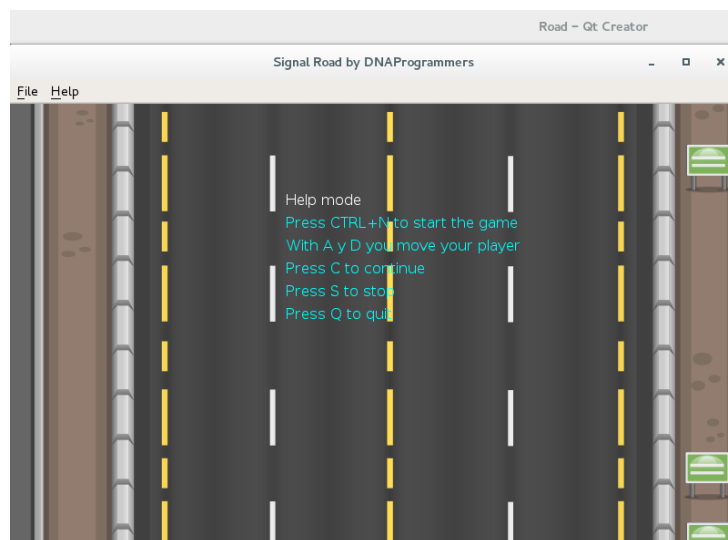 Road – Qt Creator
Signal Road by DNAProgrammers
File Help
Help mode
Press CTRL+N to start the game
With A y D you move your player
Press C to continue
Press S to stop
Press Q to quit